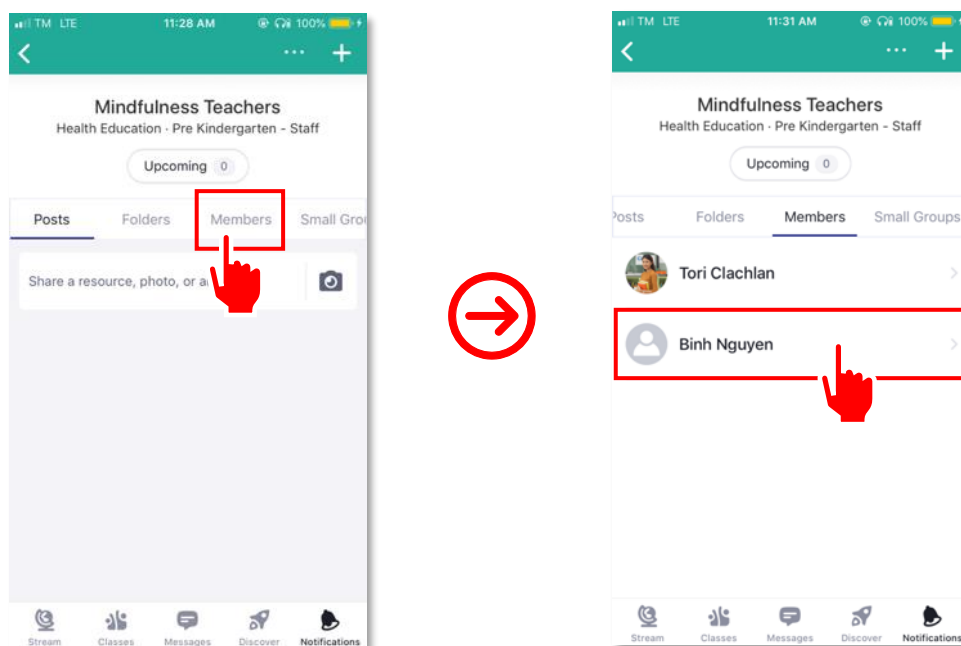 TM LTE 11:28 AM 100%
Mindfulness Teachers
Health Education · Pre Kindergarten - Staff
Upcoming 0
Posts Folders Members Small Gro
Share a resource, photo, or a
Stream Classes Messages Discover Notifications
TM LTE 11:31 AM 100%
Mindfulness Teachers
Health Education · Pre Kindergarten - Staff
Upcoming 0
Posts Folders Members Small Groups
Tori Clachlan
Binh Nguyen
Stream Classes Messages Discover Notifications